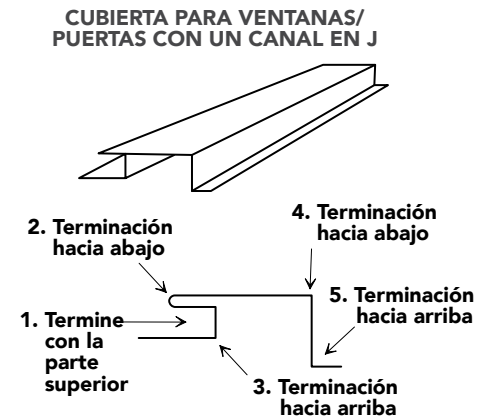 CUBIERTA PARA VENTANAS/
PUERTAS CON UN CANAL EN J
2. Terminación
hacia abajo
4. Terminación
hacia abajo
1. Termine
con la
parte
superior
5. Terminación
hacia arriba
3. Terminación
hacia arriba